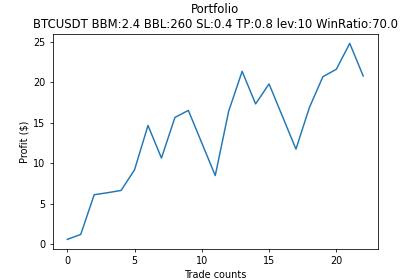 Portfolio
BTCUSDT BBM:2.4 BBL:260 SL:0.4 TP:0.8 lev:10 WinRatio:70.0
25
20
15
10
5
0
Profit ($)
0 5 10 15 20
Trade counts